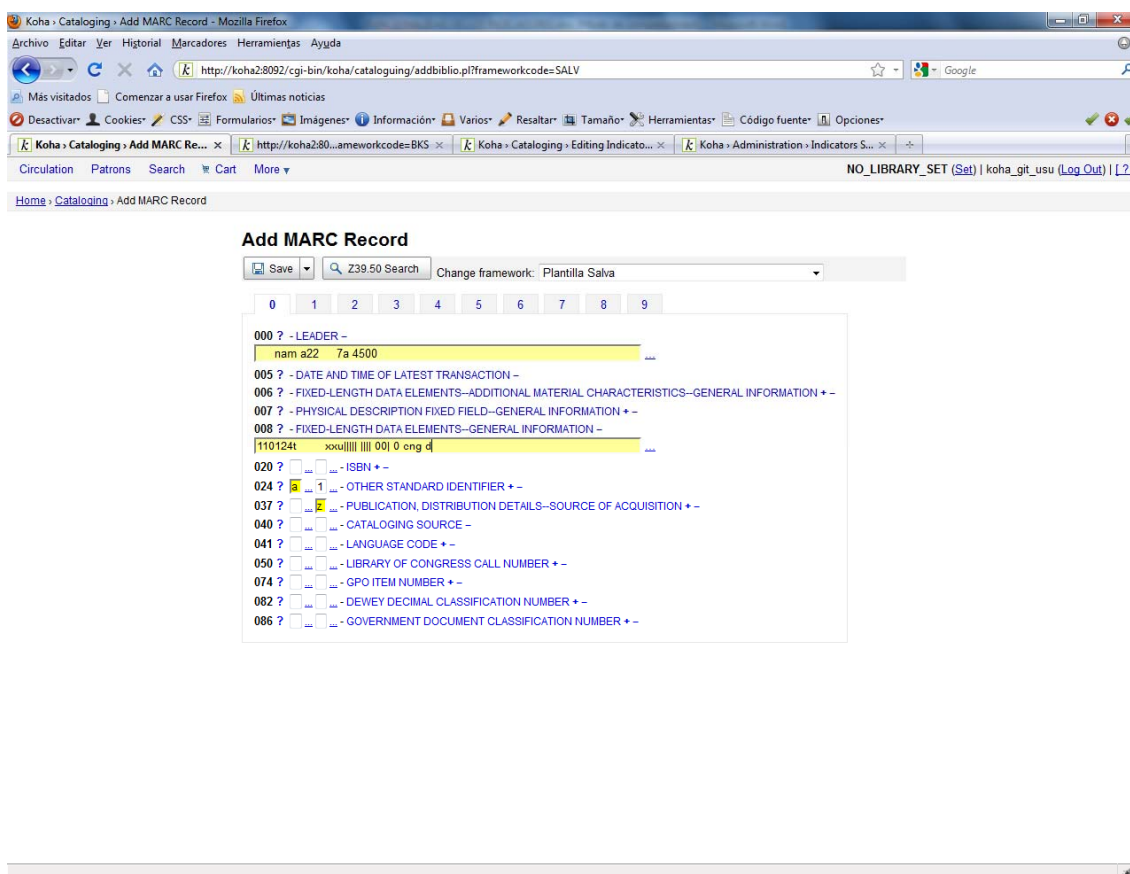 Koha › Cataloging › Add MARC Record - Mozilla Firefox
Archivo Editar Ver Historial Marcadores Herramientas Ayuda
http://koha2:8092/cgi-bin/koha/cataloguing/addbiblio.pl?frameworkcode=SALV Google
Más visitados Comenzar a usar Firefox Últimas noticias
Desactivar Cookies CSS Formularios Imágenes Información Varios Resaltar Tamaño Herramientas Código fuente Opciones
Koha › Cataloging › Add MARC Re... http://koha2:80...ameworkcode=BKS Koha › Cataloging › Editing Indicato... Koha › Administration › Indicators S...
Circulation Patrons Search Cart More NO_LIBRARY_SET (Set) | koha_git_usu (Log Out) | [ ?
Home › Cataloging › Add MARC Record
Add MARC Record
Save Z39.50 Search Change framework: Plantilla Salva
0 1 2 3 4 5 6 7 8 9
000 ? - LEADER –
nam a22 7a 4500 ...
005 ? - DATE AND TIME OF LATEST TRANSACTION –
006 ? - FIXED-LENGTH DATA ELEMENTS--ADDITIONAL MATERIAL CHARACTERISTICS--GENERAL INFORMATION + –
007 ? - PHYSICAL DESCRIPTION FIXED FIELD--GENERAL INFORMATION + –
008 ? - FIXED-LENGTH DATA ELEMENTS--GENERAL INFORMATION –
110124t xxu||||| |||| 00| 0 eng d ...
020 ? ... ... - ISBN + –
024 ? a ... 1 ... - OTHER STANDARD IDENTIFIER + –
037 ? ... z ... - PUBLICATION, DISTRIBUTION DETAILS--SOURCE OF ACQUISITION + –
040 ? ... ... - CATALOGING SOURCE –
041 ? ... ... - LANGUAGE CODE + –
050 ? ... ... - LIBRARY OF CONGRESS CALL NUMBER + –
074 ? ... ... - GPO ITEM NUMBER + –
082 ? ... ... - DEWEY DECIMAL CLASSIFICATION NUMBER + –
086 ? ... ... - GOVERNMENT DOCUMENT CLASSIFICATION NUMBER + –